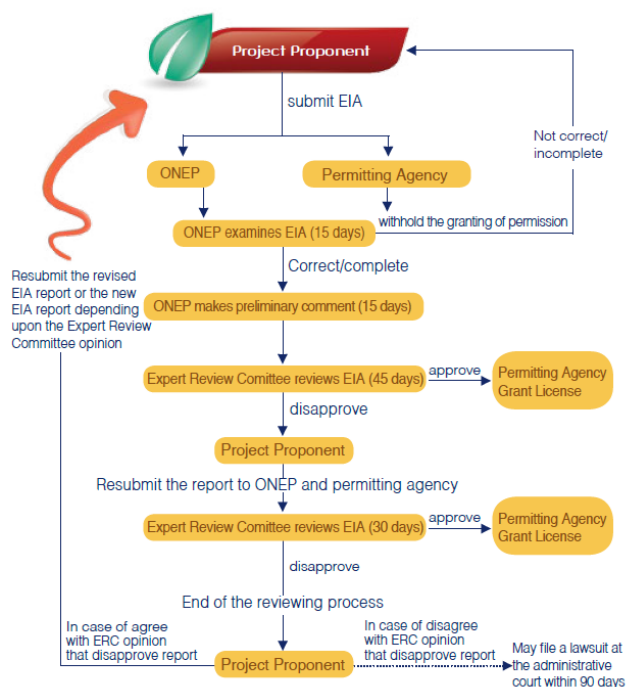 Project Proponent
submit EIA
Not correct/
incomplete
ONEP
Permitting Agency
withhold the granting of permission
ONEP examines EIA (15 days)
Correct/complete
Resubmit the revised
EIA report or the new
EIA report depending
upon the Expert Review
Committee opinion
ONEP makes preliminary comment (15 days)
Expert Review Comittee reviews EIA (45 days)
approve
Permitting Agency
Grant License
disapprove
Project Proponent
Resubmit the report to ONEP and permitting agency
Expert Review Comittee reviews EIA (30 days)
approve
Permitting Agency
Grant License
disapprove
End of the reviewing process
In case of agree
with ERC opinion
that disapprove report
Project Proponent
In case of disagree
with ERC opinion
that disapprove report
May file a lawsuit at
the administrative
court within 90 days